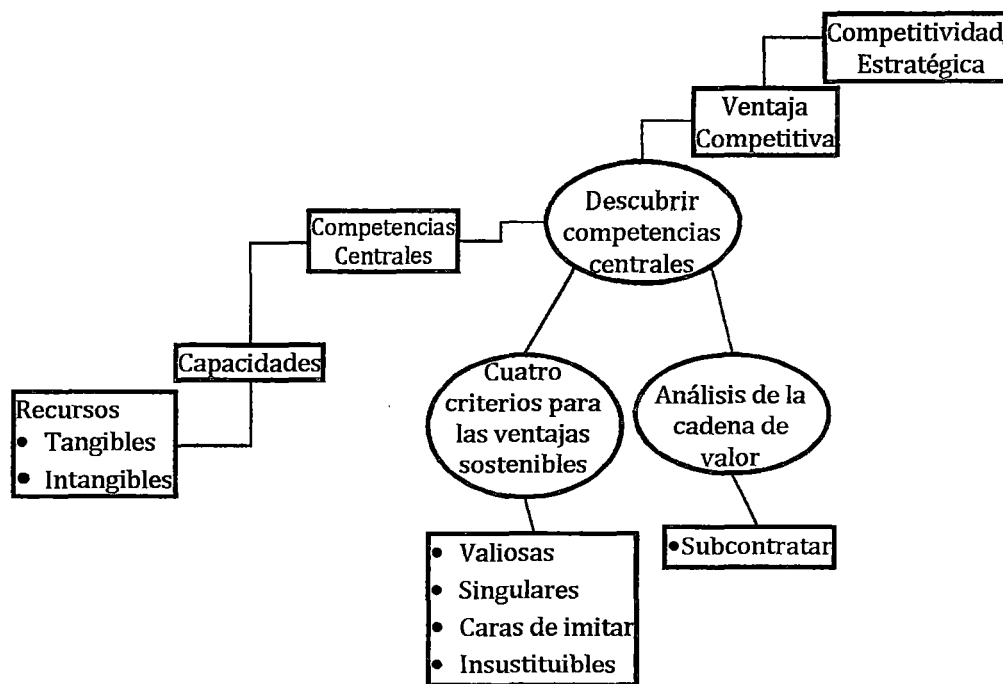 Competitividad
Estratégica
Ventaja
Competitiva
Descubrir
competencias
centrales
Competencias
Centrales
Capacidades
Recursos
• Tangibles
• Intangibles
Cuatro
criterios para
las ventajas
sostenibles
Análisis de la
cadena de
valor
• Valiosas
• Singulares
• Caras de imitar
• Insustituibles
•Subcontratar